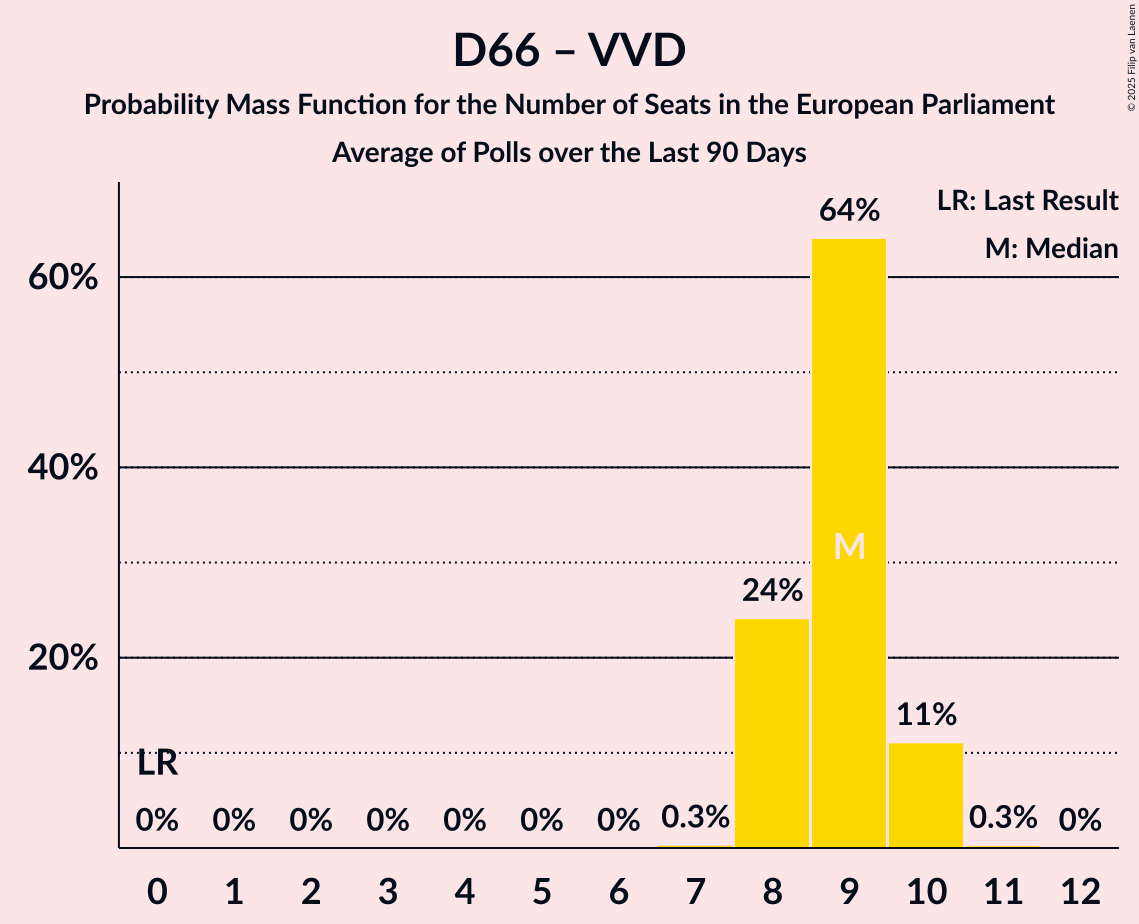 D66 – VVD
Probability Mass Function for the Number of Seats in the European Parliament
Average of Polls over the Last 90 Days
© 2025 Filip van Laenen
LR: Last Result
M: Median
64%
60%
40%
M
24%
20%
11%
LR
0% 0% 0% 0% 0% 0% 0% 0.3% 0.3% 0%
0 1 2 3 4 5 6 7 8 9 10 11 12